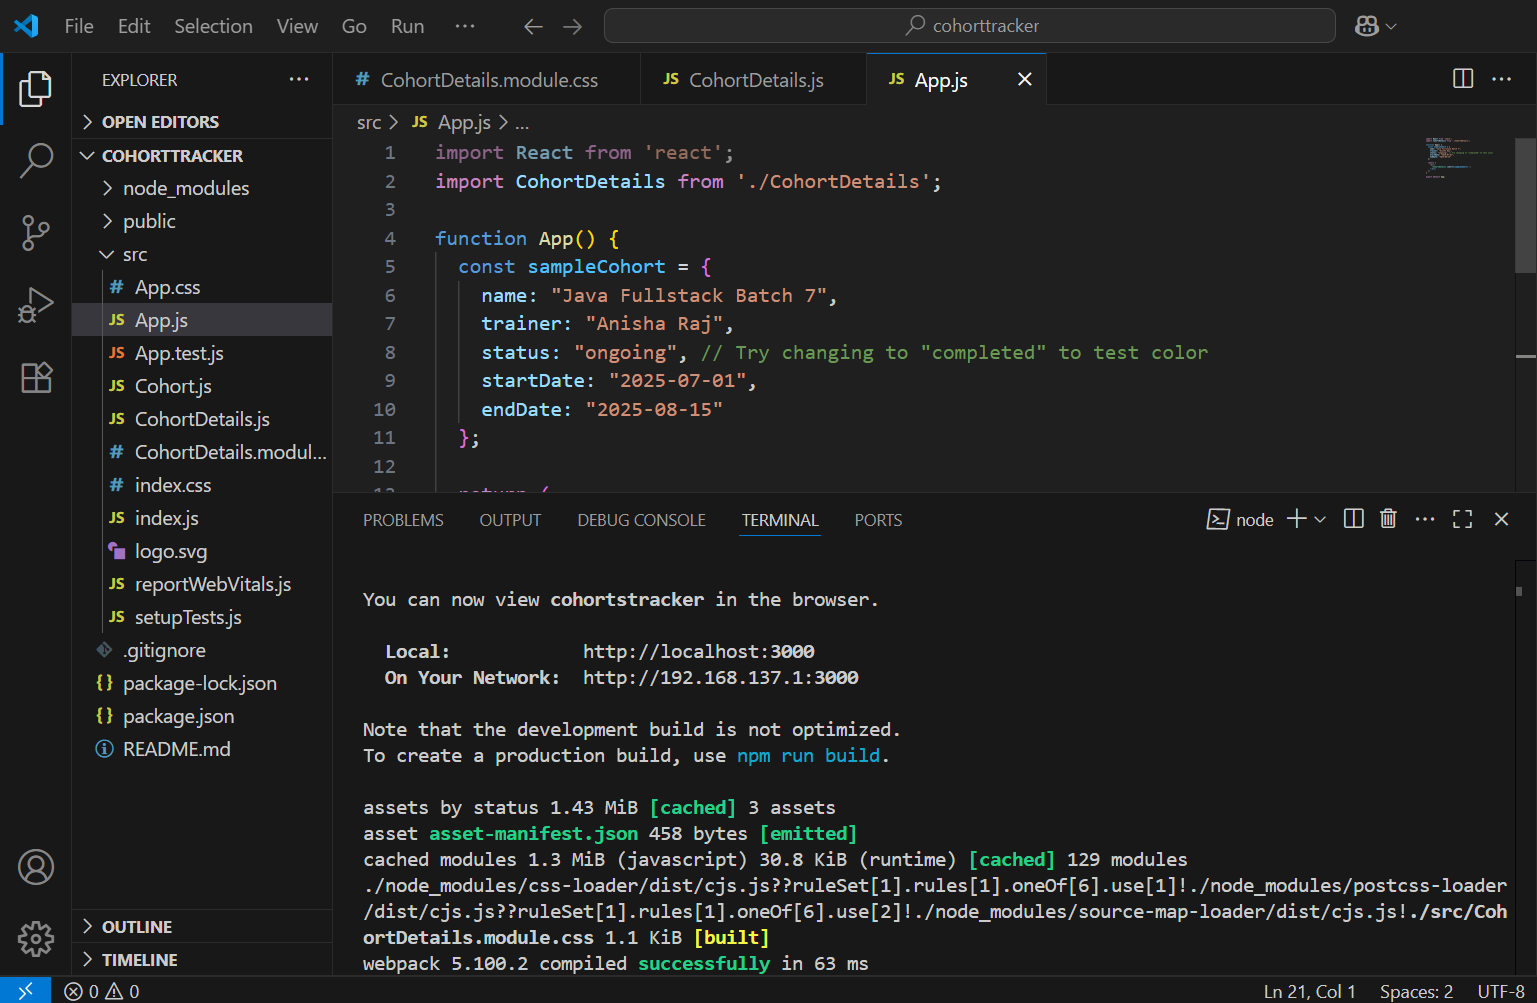 File Edit Selection View Go Run ... cohorttracker
EXPLORER ...
OPEN EDITORS
COHORTTRACKER
node_modules
public
src
# App.css
JS App.js
JS App.test.js
JS Cohort.js
JS CohortDetails.js
# CohortDetails.modul...
# index.css
JS index.js
logo.svg
JS reportWebVitals.js
JS setupTests.js
.gitignore
{} package-lock.json
{} package.json
README.md
OUTLINE
TIMELINE
# CohortDetails.module.css JS CohortDetails.js JS App.js
src > JS App.js > ...
1 import React from 'react';
2 import CohortDetails from './CohortDetails';
3
4 function App() {
5 const sampleCohort = {
6 name: "Java Fullstack Batch 7",
7 trainer: "Anisha Raj",
8 status: "ongoing", // Try changing to "completed" to test color
9 startDate: "2025-07-01",
10 endDate: "2025-08-15"
11 };
12
PROBLEMS OUTPUT DEBUG CONSOLE TERMINAL PORTS node
You can now view cohortstracker in the browser.
Local: http://localhost:3000
On Your Network: http://192.168.137.1:3000
Note that the development build is not optimized.
To create a production build, use npm run build.
assets by status 1.43 MiB [cached] 3 assets
asset asset-manifest.json 458 bytes [emitted]
cached modules 1.3 MiB (javascript) 30.8 KiB (runtime) [cached] 129 modules
./node_modules/css-loader/dist/cjs.js??ruleSet[1].rules[1].oneOf[6].use[1]!./node_modules/postcss-loader
/dist/cjs.js??ruleSet[1].rules[1].oneOf[6].use[2]!./node_modules/source-map-loader/dist/cjs.js!./src/Coh
ortDetails.module.css 1.1 KiB [built]
webpack 5.100.2 compiled successfully in 63 ms
0 0 Ln 21, Col 1 Spaces: 2 UTF-8